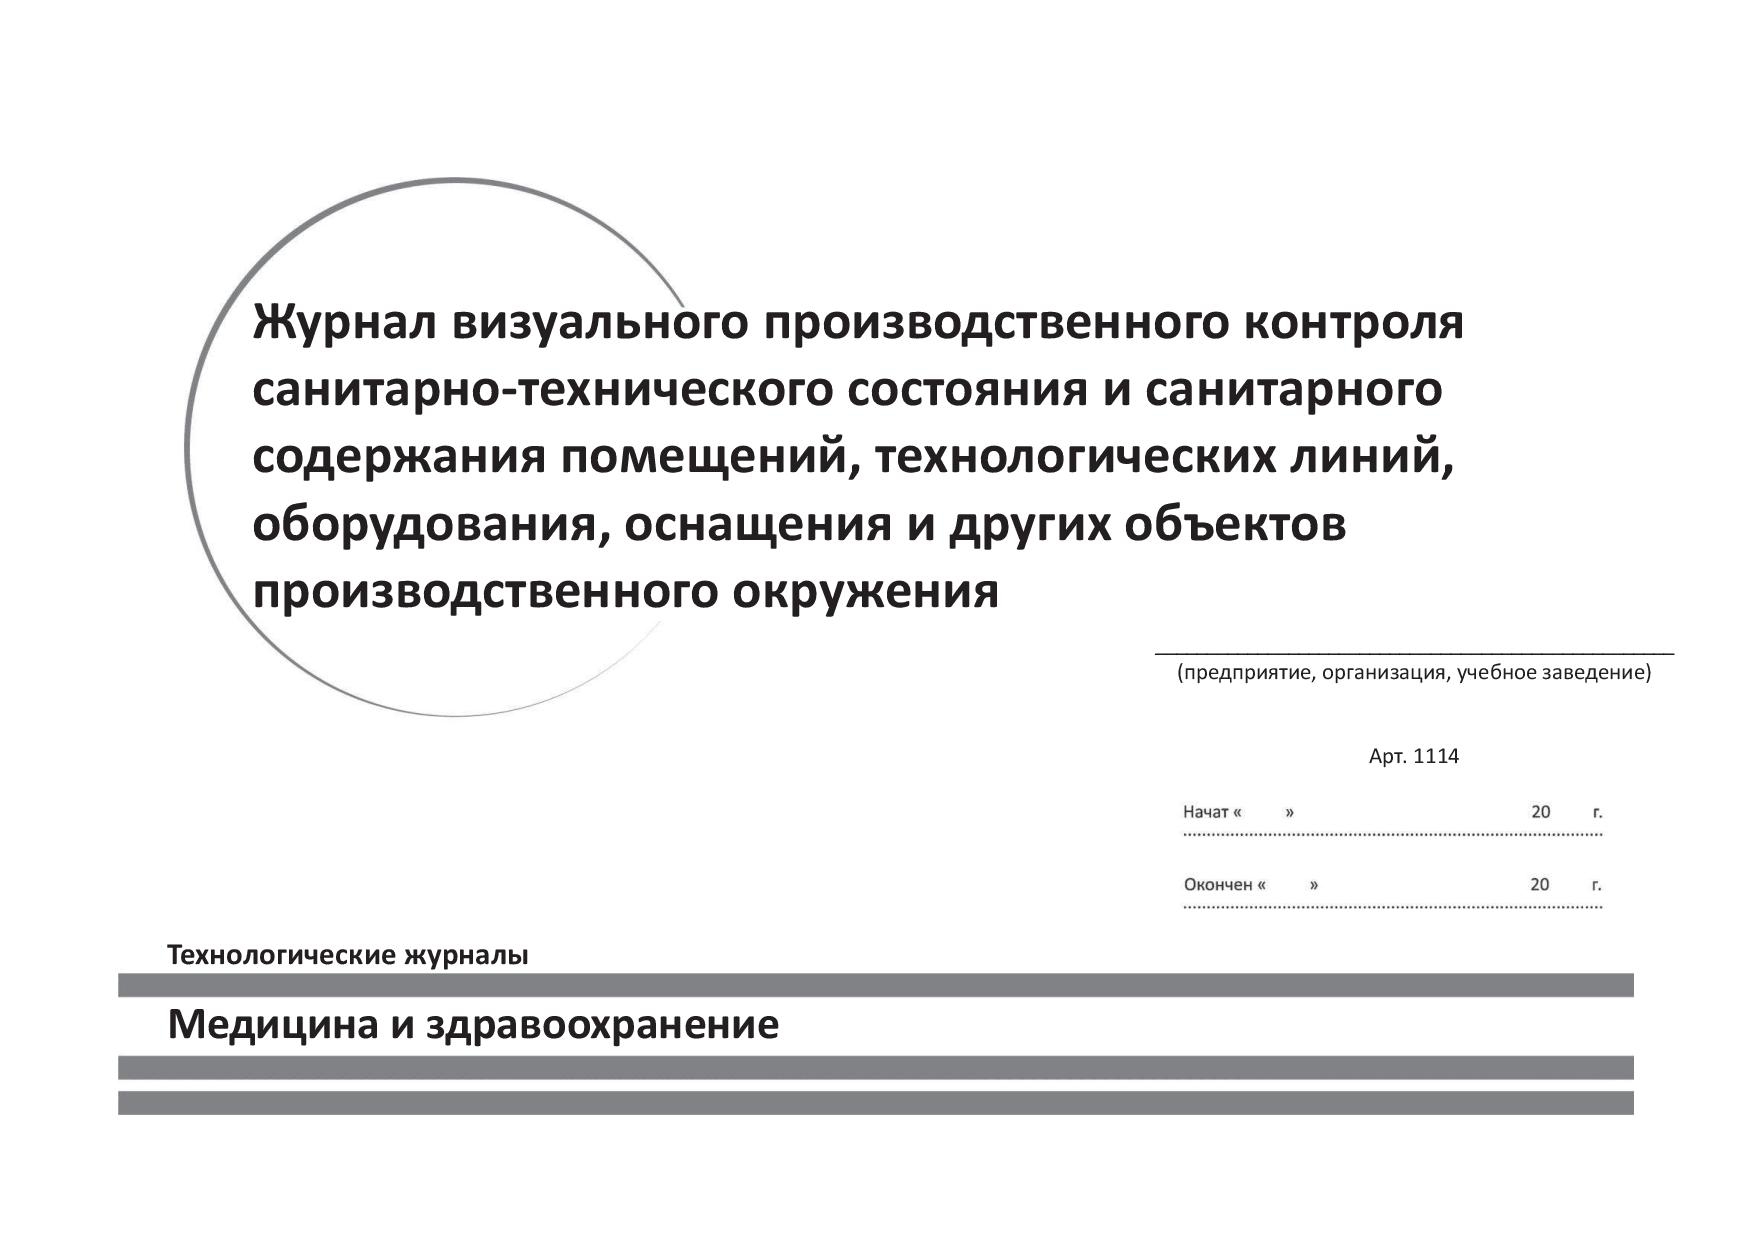 Журнал визуального производственного контроля
санитарно-технического состояния и санитарного
содержания помещений, технологических линий,
оборудования, оснащения и других объектов
производственного окружения
(предприятие, организация, учебное заведение)
Арт. 1114
Начат « » 20 г.
Окончен « » 20 г.
Технологические журналы
Медицина и здравоохранение